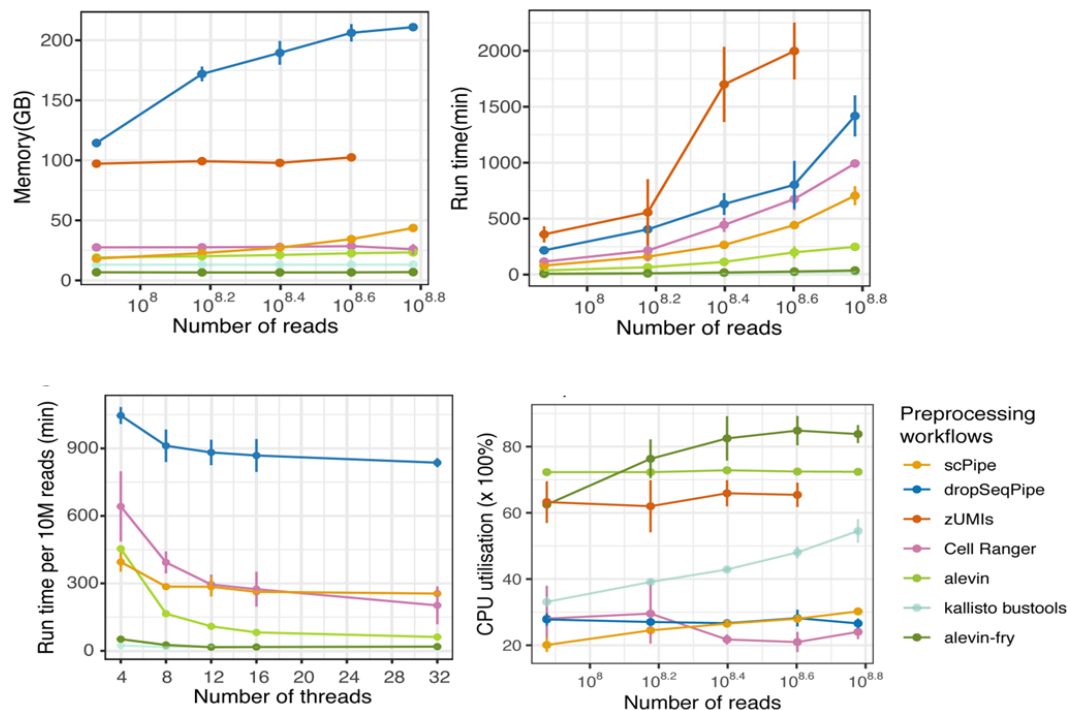 200
150
100
50
0
Memory(GB)
10^8
10^8.2
10^8.4
10^8.6
10^8.8
Number of reads
2000
1500
1000
500
0
Run time(min)
10^8
10^8.2
10^8.4
10^8.6
10^8.8
Number of reads
900
600
300
0
Run time per 10M reads (min)
4
8
12
16
20
24
28
32
Number of threads
80
60
40
20
CPU utilisation (x 100%)
10^8
10^8.2
10^8.4
10^8.6
10^8.8
Number of reads
Preprocessing
workflows
scPipe
dropSeqPipe
zUMIs
Cell Ranger
alevin
kallisto bustools
alevin-fry